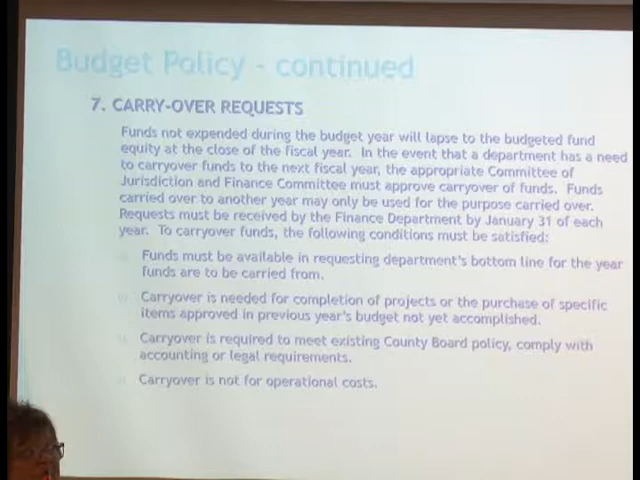 Budget Policy - continued
7. CARRY-OVER REQUESTS
Funds not expended during the budget year will lapse to the budgeted fund
equity at the close of the fiscal year. In the event that a department has a need
to carryover funds to the next fiscal year, the appropriate Committee of
Jurisdiction and Finance Committee must approve carryover of funds. Funds
carried over to another year may only be used for the purpose carried over.
Requests must be received by the Finance Department by January 31 of each
year. To carryover funds, the following conditions must be satisfied:
Funds must be available in requesting department's bottom line for the year
funds are to be carried from.
Carryover is needed for completion of projects or the purchase of specific
items approved in previous year's budget not yet accomplished.
Carryover is required to meet existing County Board policy, comply with
accounting or legal requirements.
Carryover is not for operational costs.